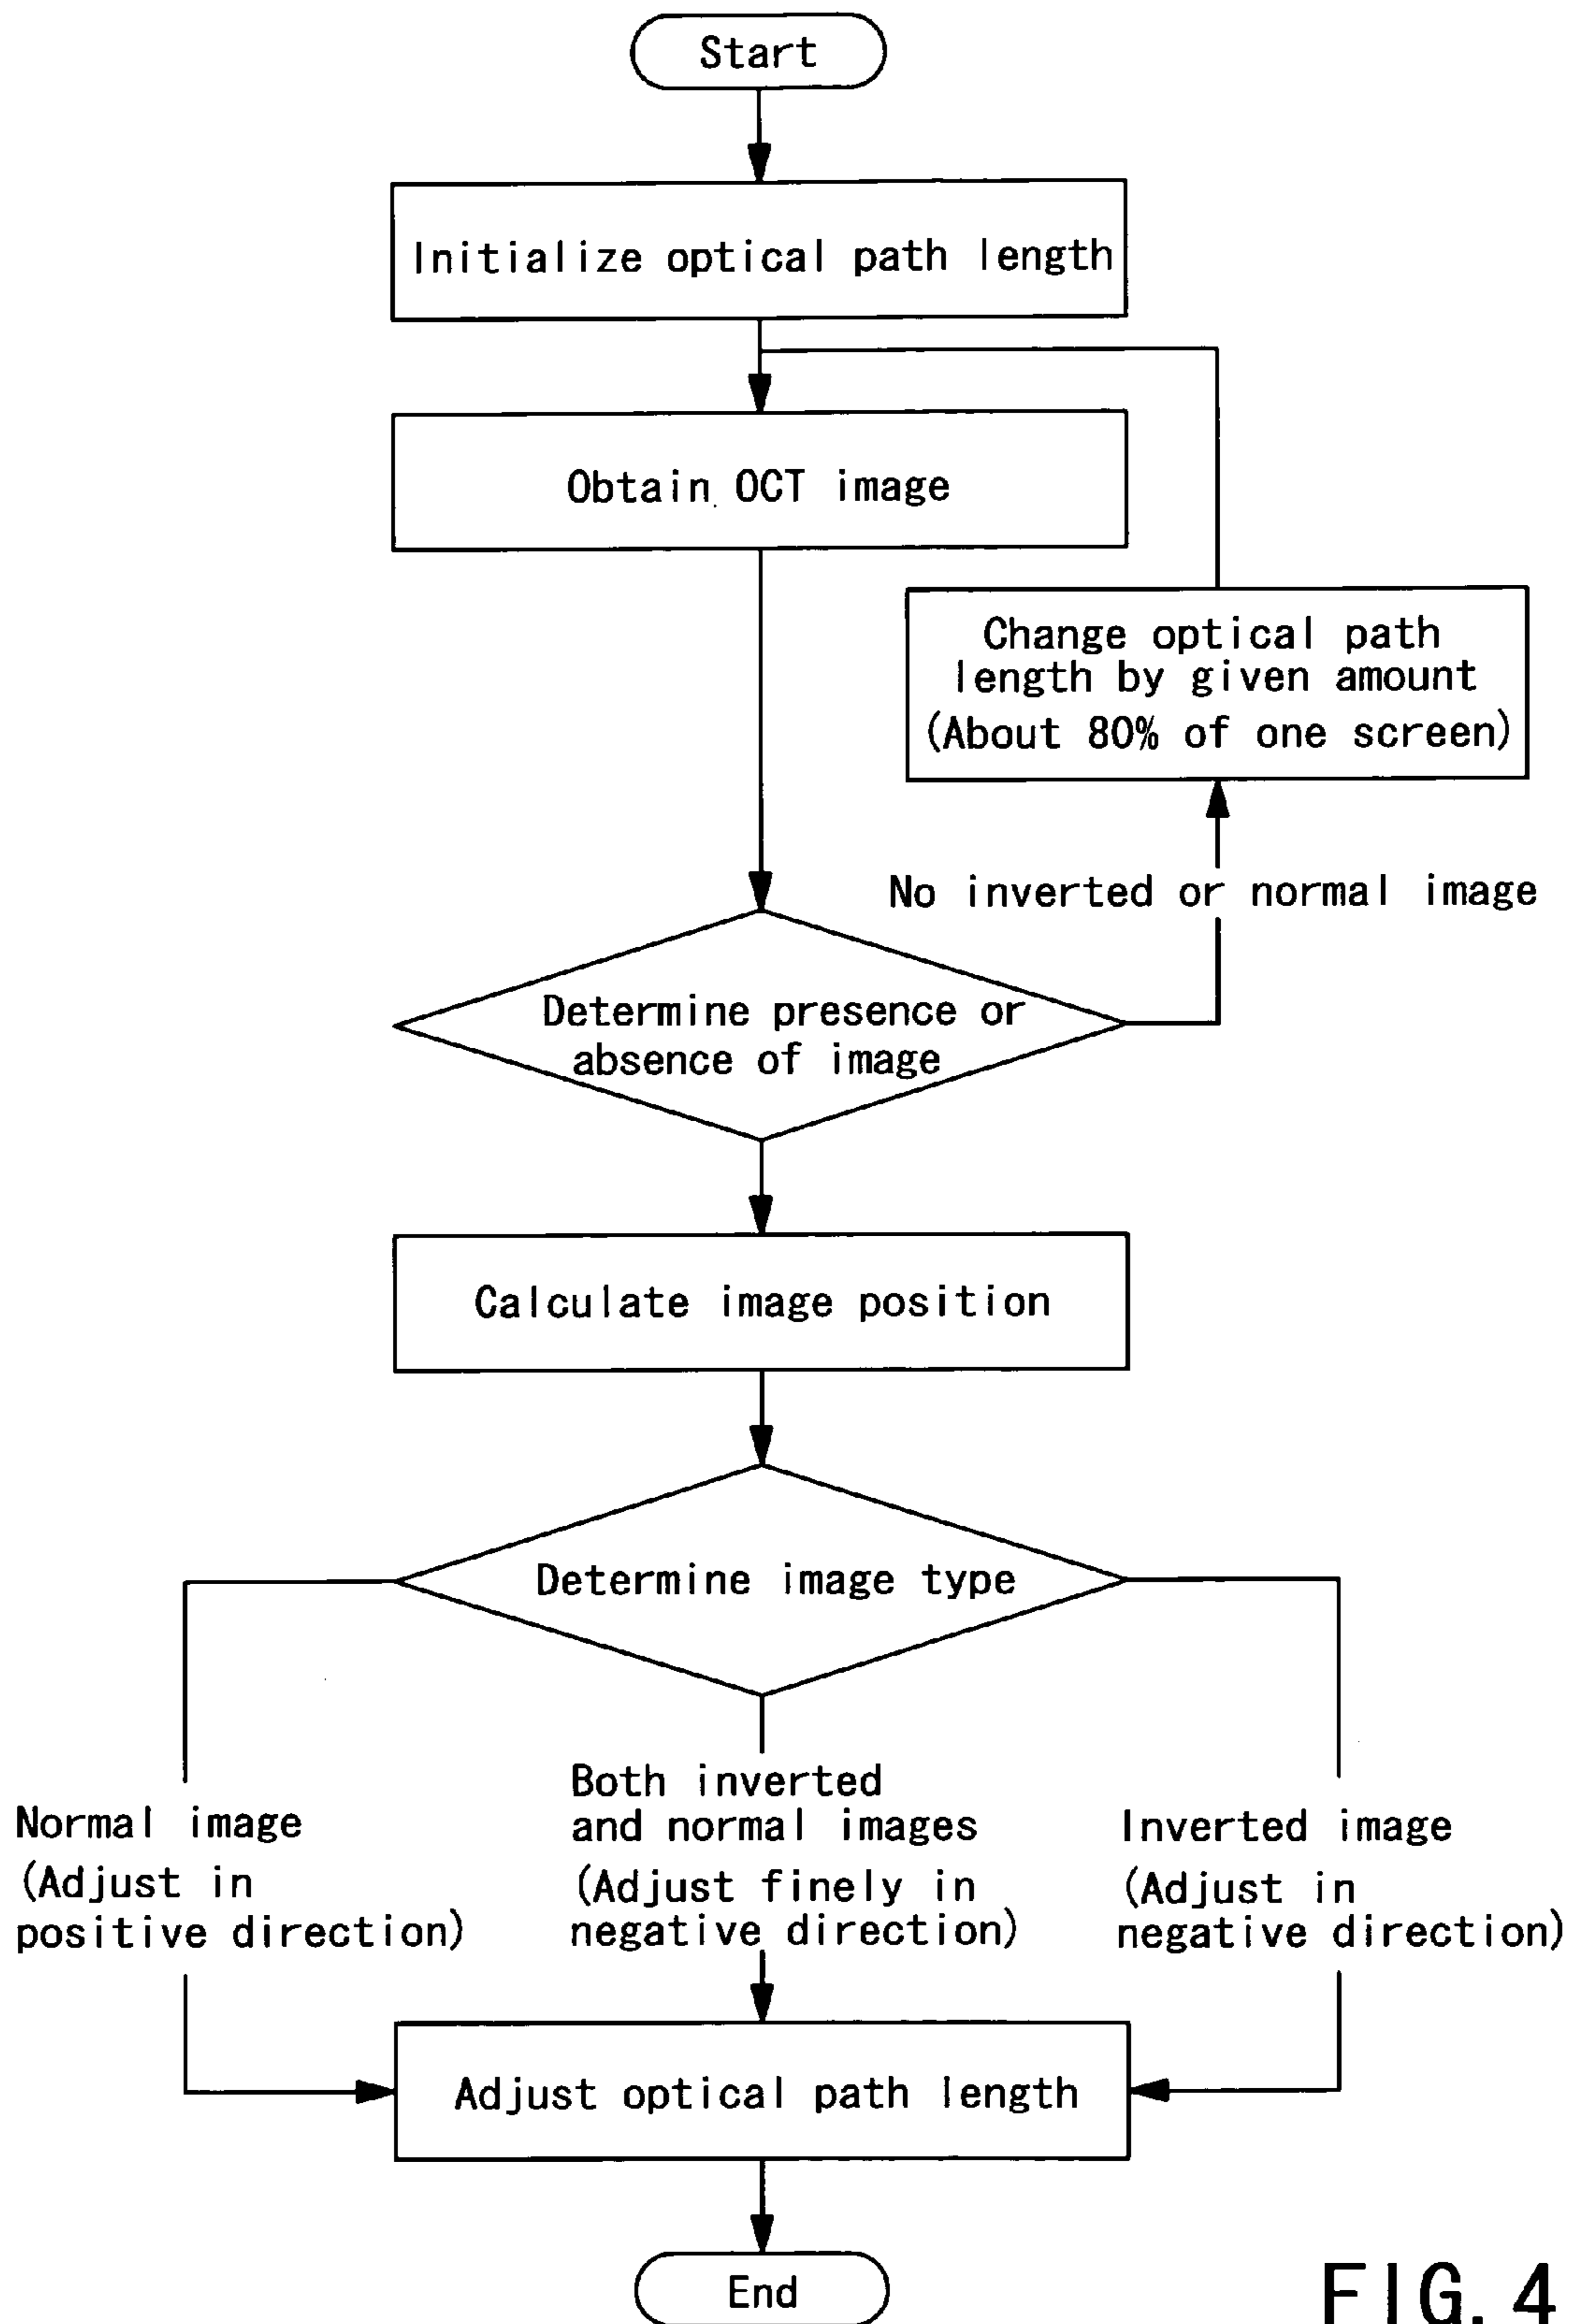 Start
Initialize optical path length
Obtain OCT image
Change optical path
length by given amount
(About 80% of one screen)
No inverted or normal image
Determine presence or
absence of image
Calculate image position
Determine image type
Normal image
(Adjust in
positive direction)
Both inverted
and normal images
(Adjust finely in
negative direction)
Inverted image
(Adjust in
negative direction)
Adjust optical path length
End
FIG. 4